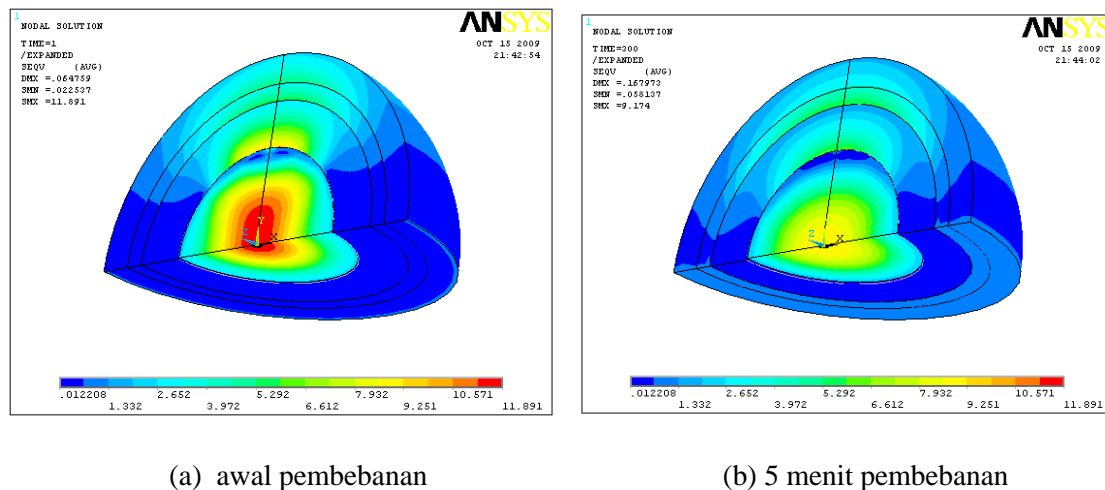 1
ANSYS
NODAL SOLUTION
OCT 15 2009
21:42:54
TIME=1
/EXPANDED
SEQV (AVG)
DMX =.064759
SMN =.022537
SMX =11.891
Y
Z
X
.012208 2.652 5.292 7.932 10.571
1.332 3.972 6.612 9.251 11.891
(a) awal pembebanan
1
ANSYS
NODAL SOLUTION
OCT 15 2009
21:44:02
TIME=300
/EXPANDED
SEQV (AVG)
DMX =.167973
SMN =.058137
SMX =9.174
Z
X
.012208 2.652 5.292 7.932 10.571
1.332 3.972 6.612 9.251 11.891
(b) 5 menit pembebanan